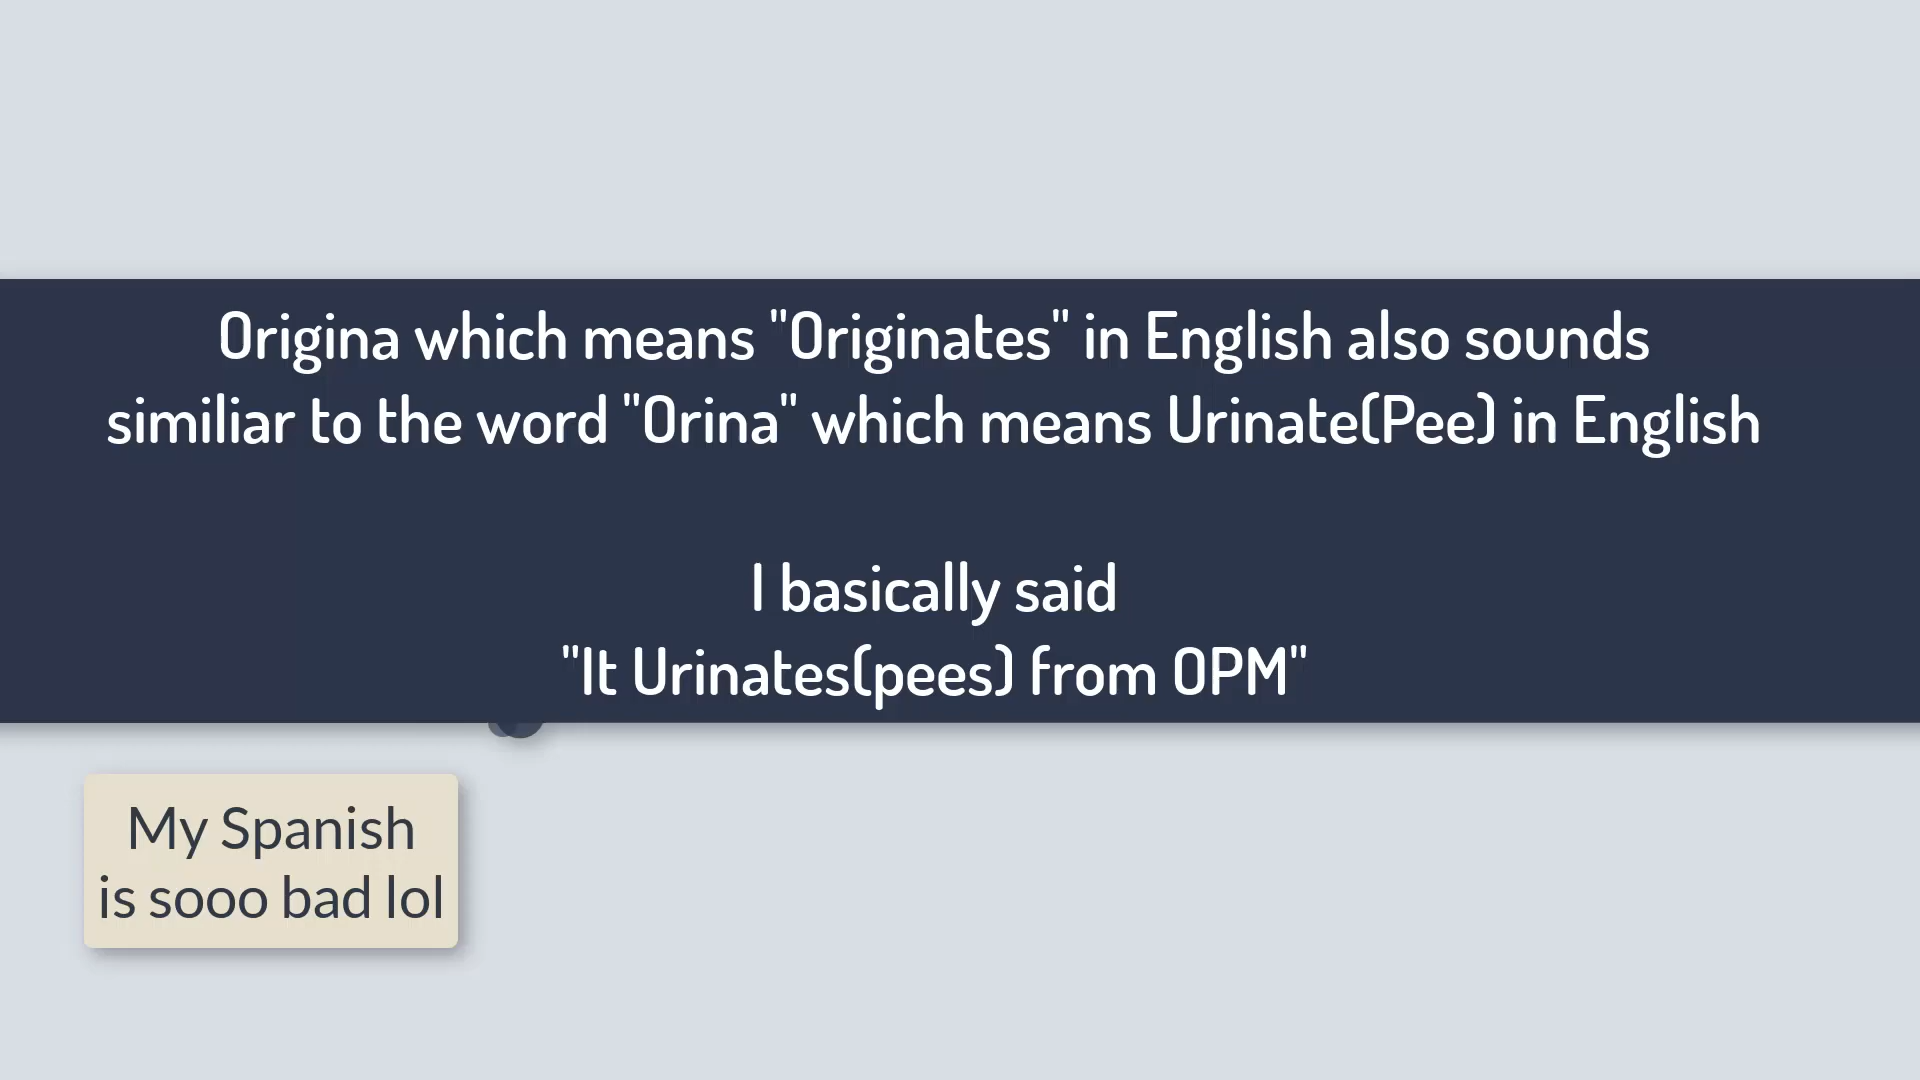 Origina which means "Originates" in English also sounds
similiar to the word "Orina" which means Urinate(Pee) in English
I basically said
"It Urinates(pees) from OPM"
My Spanish
is sooo bad lol